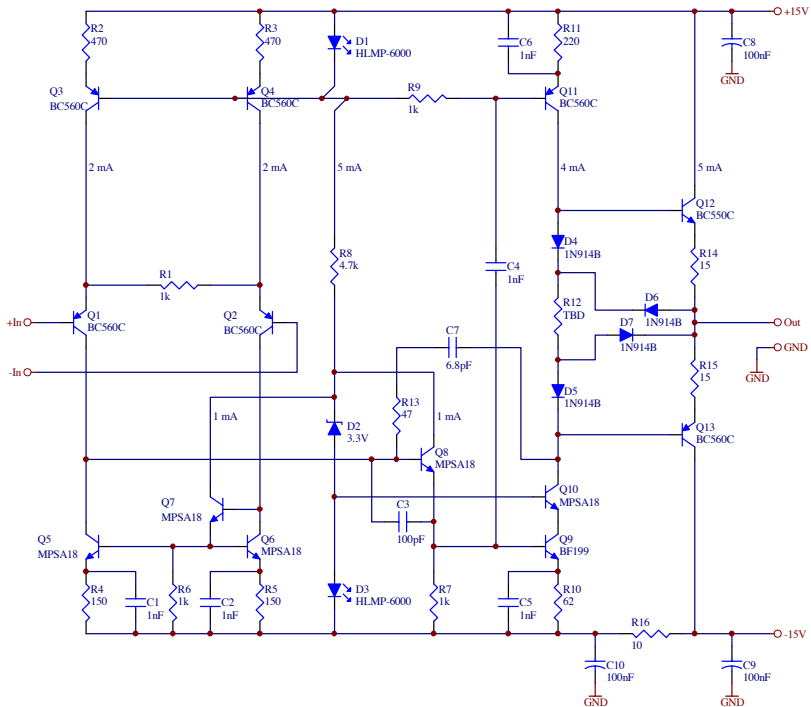 R2
470
R3
470
D1
HLMP-6000
C6
1nF
R11
220
+15V
C8
100nF
GND
Q3
BC560C
Q4
BC560C
R9
1k
Q11
BC560C
2 mA
2 mA
5 mA
4 mA
5 mA
Q12
BC550C
D4
1N914B
R14
15
R8
4.7k
C4
1nF
R1
1k
D6
1N914B
R12
TBD
+In
Q1
BC560C
Q2
BC560C
D7
1N914B
Out
C7
6.8pF
GND
GND
-In
R15
15
D5
1N914B
R13
47
1 mA
D2
3.3V
1 mA
Q13
BC560C
Q8
MPSA18
Q7
MPSA18
Q10
MPSA18
C3
100pF
Q5
MPSA18
Q6
MPSA18
Q9
BF199
R4
150
C1
1nF
R6
1k
C2
1nF
R5
150
D3
HLMP-6000
R7
1k
C5
1nF
R10
62
R16
10
-15V
C10
100nF
GND
C9
100nF
GND